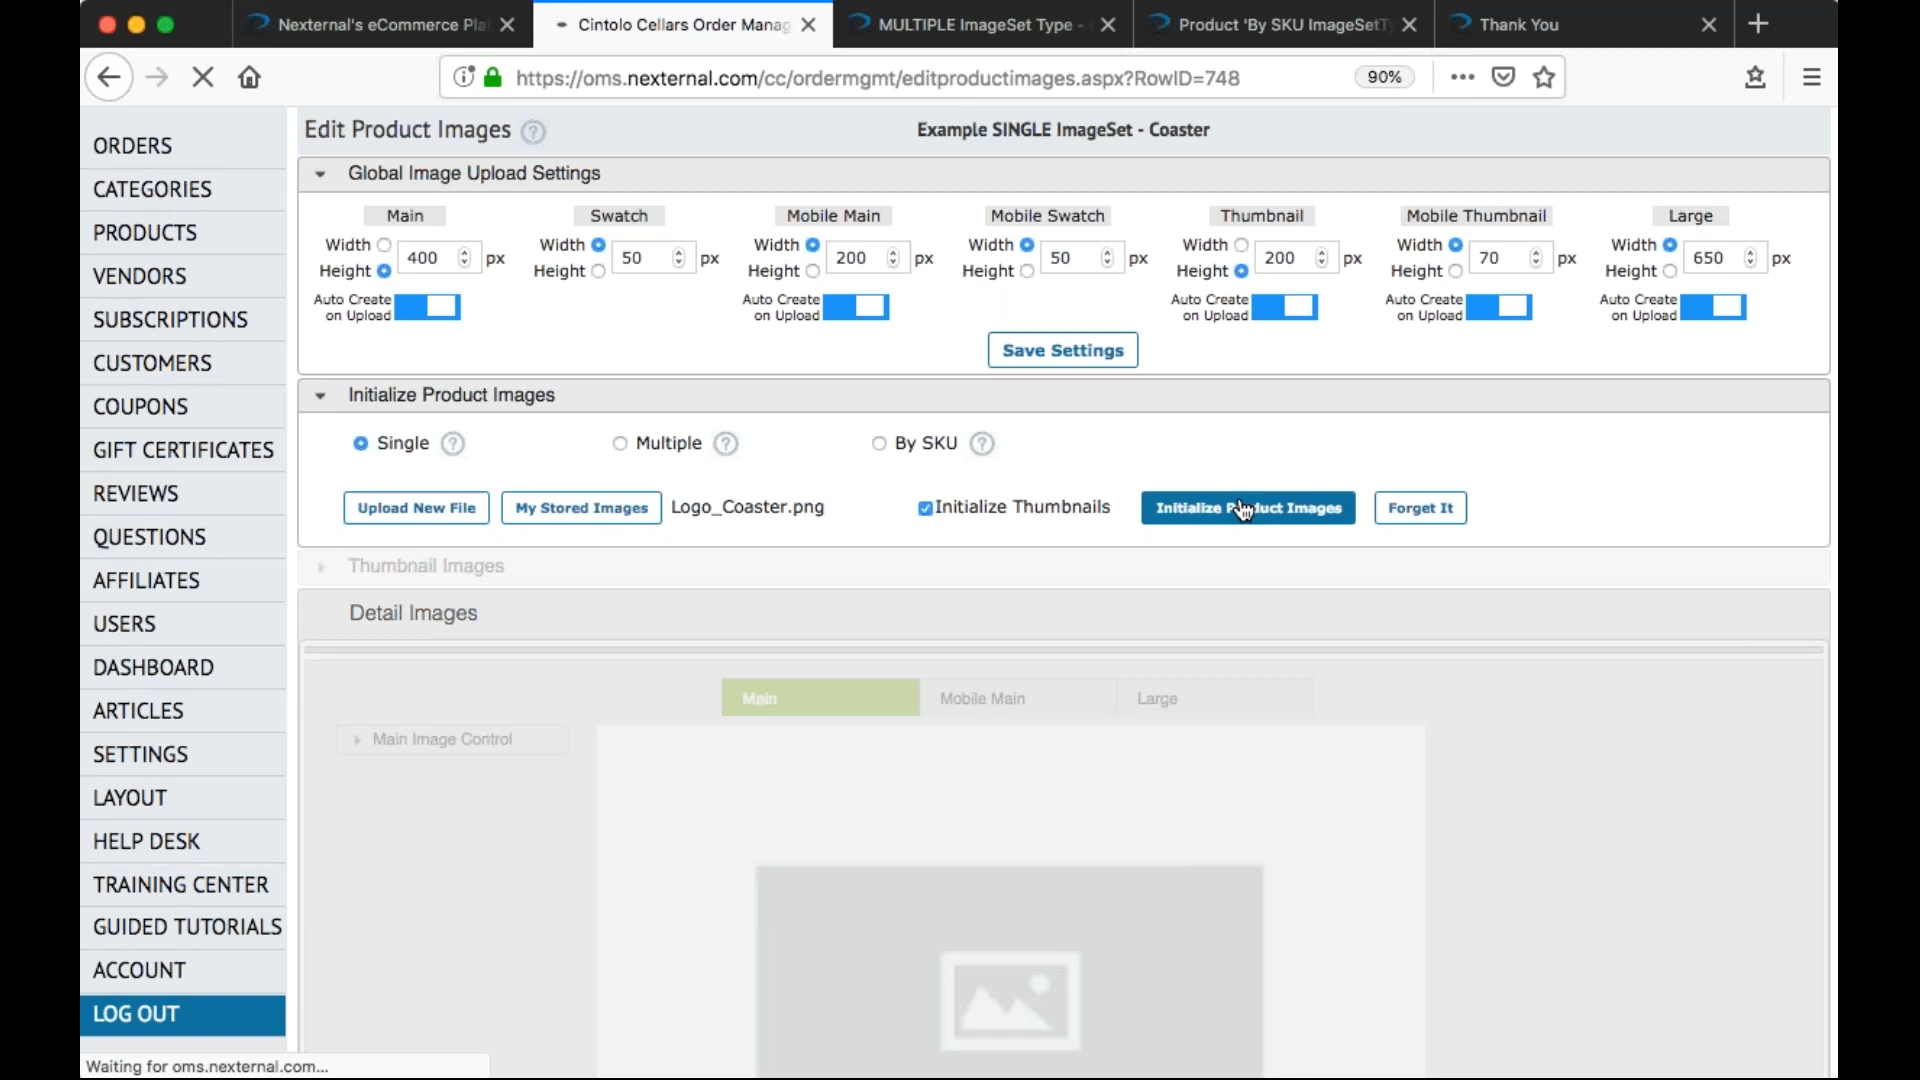 Nexternal's eCommerce Pla
Cintolo Cellars Order Manag
MULTIPLE ImageSet Type -
Product 'By SKU ImageSetT
Thank You
https://oms.nexternal.com/cc/ordermgmt/editproductimages.aspx?RowID=748
90%
ORDERS
CATEGORIES
PRODUCTS
VENDORS
SUBSCRIPTIONS
CUSTOMERS
COUPONS
GIFT CERTIFICATES
REVIEWS
QUESTIONS
AFFILIATES
USERS
DASHBOARD
ARTICLES
SETTINGS
LAYOUT
HELP DESK
TRAINING CENTER
GUIDED TUTORIALS
ACCOUNT
LOG OUT
Edit Product Images ?
Example SINGLE ImageSet - Coaster
Global Image Upload Settings
Main Swatch Mobile Main Mobile Swatch Thumbnail Mobile Thumbnail Large
Width Width Width Width Width Width Width
400 px 50 px 200 px 50 px 200 px 70 px 650 px
Height Height Height Height Height Height Height
Auto Create Auto Create Auto Create Auto Create Auto Create
on Upload on Upload on Upload on Upload on Upload
Save Settings
Initialize Product Images
Single ? Multiple ? By SKU ?
Upload New File My Stored Images Logo_Coaster.png Initialize Thumbnails Initialize Product Images Forget It
Thumbnail Images
Detail Images
Main Mobile Main Large
Main Image Control
Waiting for oms.nexternal.com...